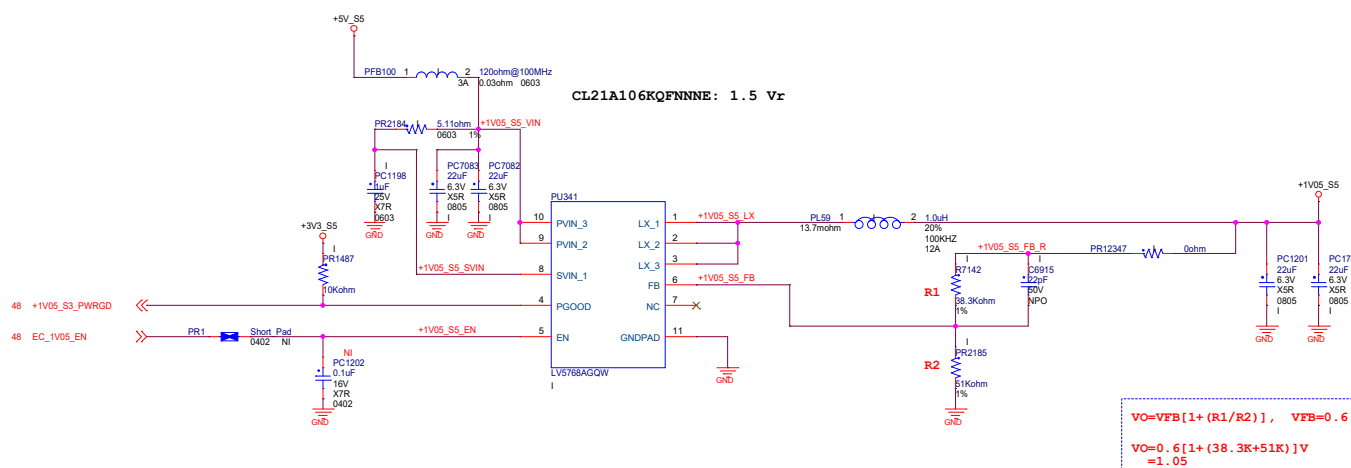 +5V_S5
PFB100 1 2 120ohm@100MHz
3A 0.03ohm 0603
CL21A106KQFNNNE: 1.5 Vr
PR2184 5.11ohm +1V05_S5_VIN
0603 1%
I
PC1198
1uF
25V
X7R
0603
GND
PC7083
22uF
6.3V
X5R
0805
I
GND
PC7082
22uF
6.3V
X5R
0805
I
GND
+3V3_S5
I
PR1487
10Kohm
+1V05_S5_SVIN
48 +1V05_S3_PWRGD
48 EC_1V05_EN
PR1 Short_Pad
0402 NI
+1V05_S5_EN
NI
PC1202
0.1uF
16V
X7R
0402
GND
PU341
10 PVIN_3 LX_1 1
9 PVIN_2 LX_2 2
LX_3 3
8 SVIN_1
FB 6
4 PGOOD NC 7
5 EN GNDPAD 11
LV5768AGQW
I
GND
+1V05_S5_LX
PL59 1 I 2 1.0uH
13.7mohm
20%
100KHZ
12A
+1V05_S5_FB
+1V05_S5_FB_R
PR12347 I 0ohm
R1
I
R7142
38.3Kohm
1%
I
C6915
22pF
50V
NPO
R2
I
PR2185
51Kohm
1%
GND
+1V05_S5
PC1201
22uF
6.3V
X5R
0805
I
GND
PC17
22uF
6.3V
X5R
0805
I
GND
VO=VFB[1+(R1/R2)], VFB=0.6
VO=0.6[1+(38.3K+51K)]V
=1.05